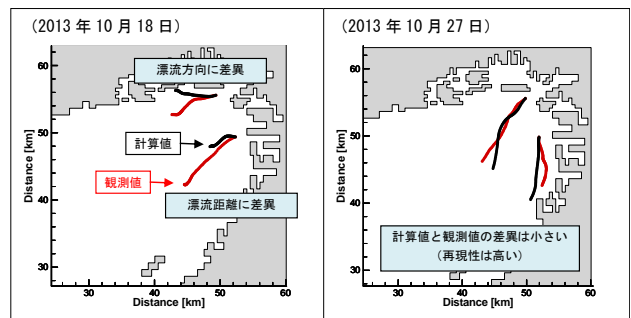 (2013 年 10 月 18 日)
60
50
40
30
Distance [km]
漂流方向に差異
計算値
観測値
漂流距離に差異
30
40
50
60
Distance [km]
(2013 年 10 月 27 日)
60
50
40
30
Distance [km]
計算値と観測値の差異は小さい
(再現性は高い)
30
40
50
60
Distance [km]